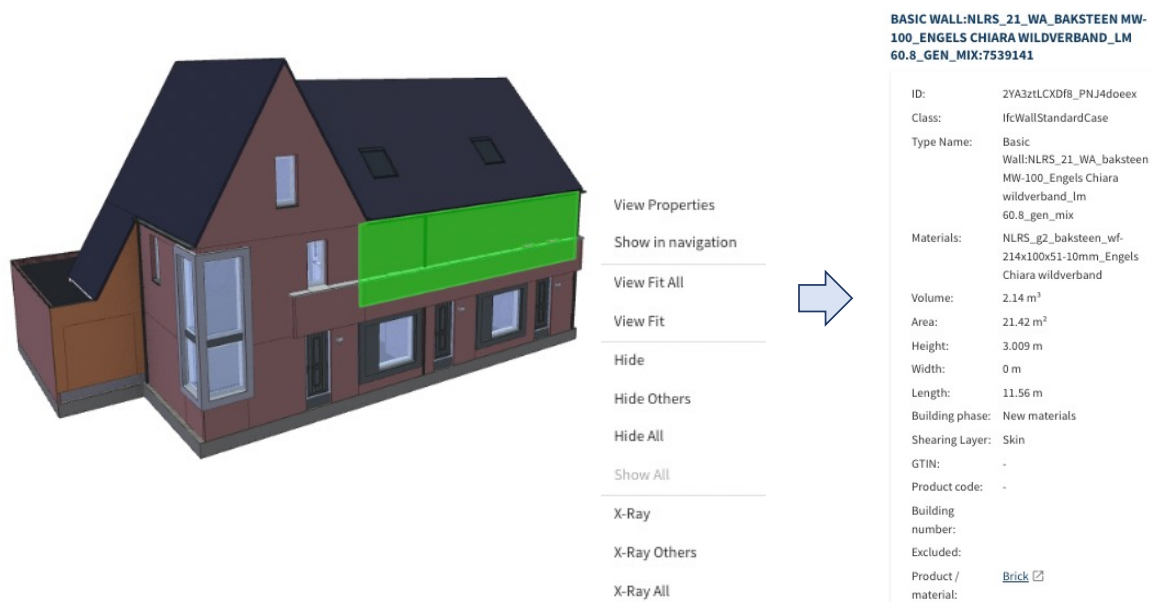 View Properties
Show in navigation
View Fit All
View Fit
Hide
Hide Others
Hide All
Show All
X-Ray
X-Ray Others
X-Ray All
BASIC WALL:NLRS_21_WA_BAKSTEEN MW-
100_ENGELS CHIARA WILDVERBAND_LM
60.8_GEN_MIX:7539141
ID: 2YA3ztLCXDf8_PNJ4doeex
Class: IfcWallStandardCase
Type Name: Basic
Wall:NLRS_21_WA_baksteen
MW-100_Engels Chiara
wildverband_lm
60.8_gen_mix
Materials: NLRS_g2_baksteen_wf-
214x100x51-10mm_Engels
Chiara wildverband
Volume: 2.14 m³
Area: 21.42 m²
Height: 3.009 m
Width: 0 m
Length: 11.56 m
Building phase: New materials
Shearing Layer: Skin
GTIN: -
Product code: -
Building
number:
Excluded:
Product / Brick
material: